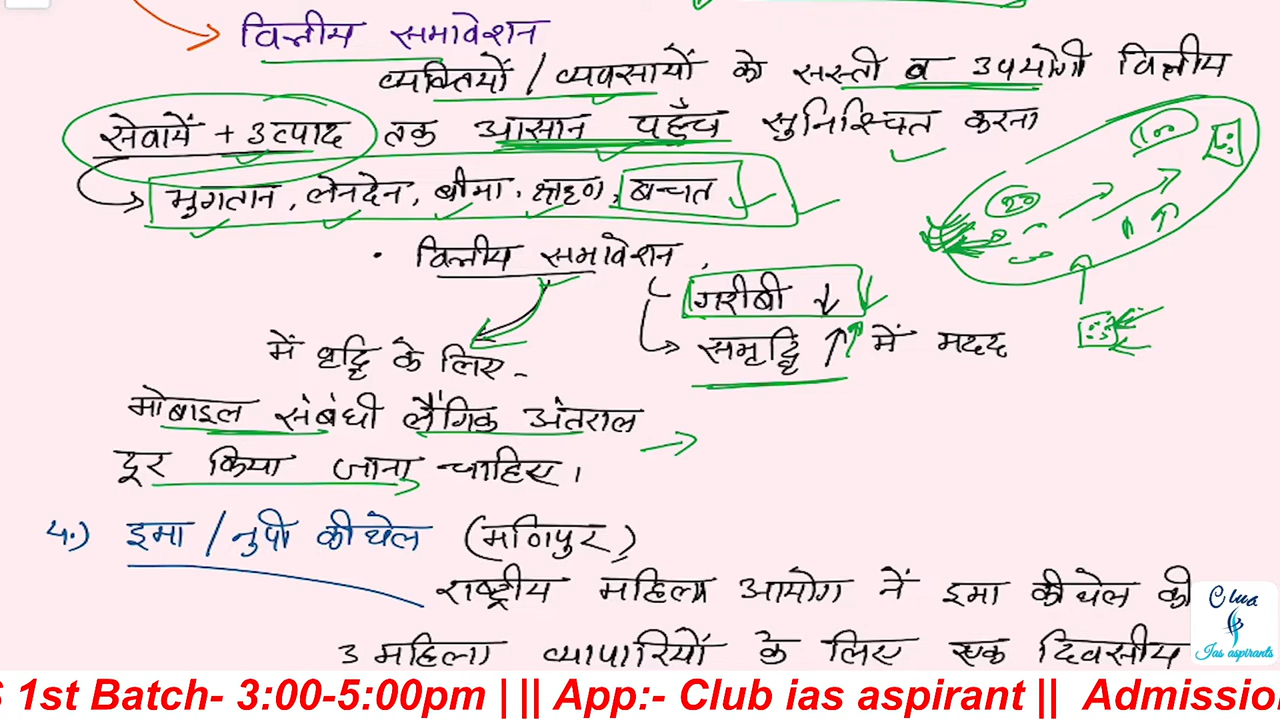 वित्तीय समावेशन
व्यक्तियों / व्यवसायों को सस्ती व उपयोगी वित्तीय
सेवायें + उत्पाद तक आसान पहुँच सुनिश्चित करना
भुगतान, लेनदेन, बीमा, ऋण, बचत
• वित्तीय समावेशन
गरीबी ↓
में वृद्धि के लिए -
समृद्धि ↑ में मदद
मोबाइल संबंधी लैंगिक अंतराल
दूर किया जाना चाहिए।
4.) इमा / नुपी कीथेल (मणिपुर)
राष्ट्रीय महिला आयोग नें इमा कीथेल की
3 महिला व्यापारियों के लिए एक दिवसीय
Club
Ias aspirants
S 1st Batch- 3:00-5:00pm | || App:- Club ias aspirant || Admissio